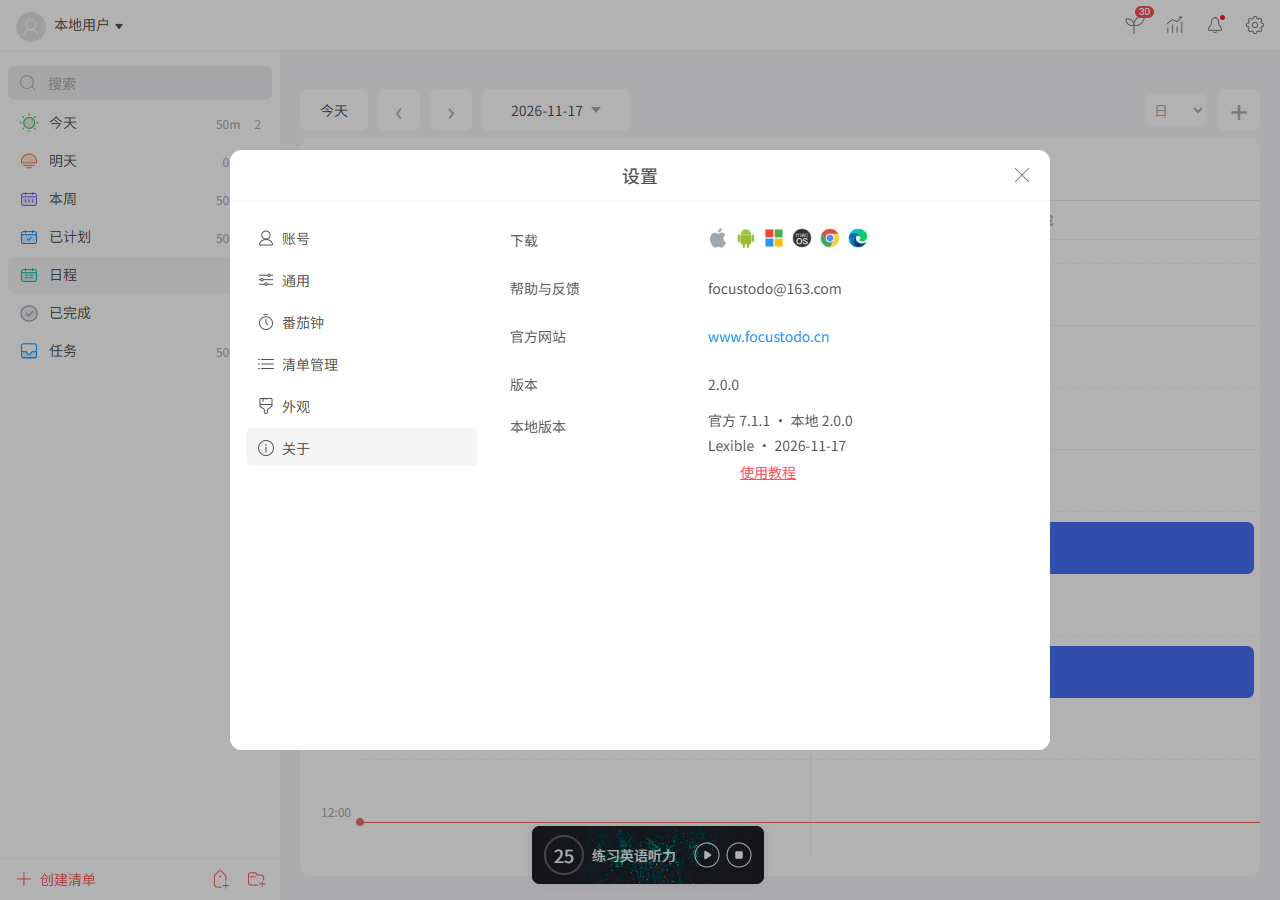 本地用户
30
搜索
今天 50m 2
明天 0
本周 50
已计划 50
日程
已完成
任务 50
创建清单
今天
2026-11-17
日
12:00
设置
账号
通用
番茄钟
清单管理
外观
关于
下载
macOS
帮助与反馈 focustodo@163.com
官方网站 www.focustodo.cn
版本 2.0.0
本地版本 官方 7.1.1 · 本地 2.0.0
Lexible · 2026-11-17
使用教程
25 练习英语听力